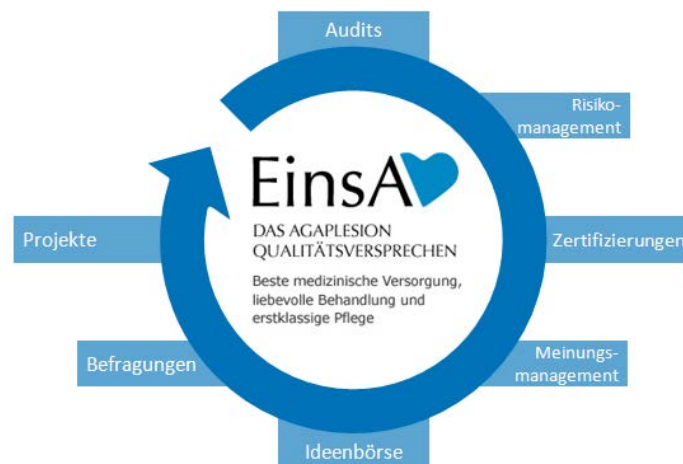 Audits
Risiko-
management
EinsA
DAS AGAPLESION
QUALITÄTSVERSPRECHEN
Beste medizinische Versorgung,
liebevolle Behandlung und
erstklassige Pflege
Projekte
Zertifizierungen
Befragungen
Meinungs-
management
Ideenbörse